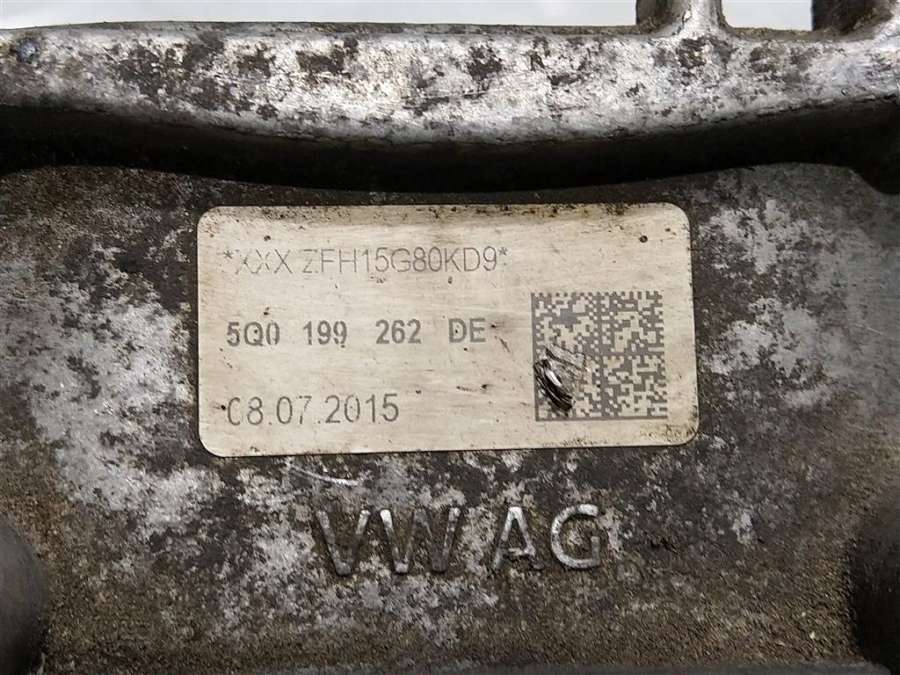 *XXX ZFH15G80KD9*
5Q0 199 262 DE
08.07.2015
VW AG